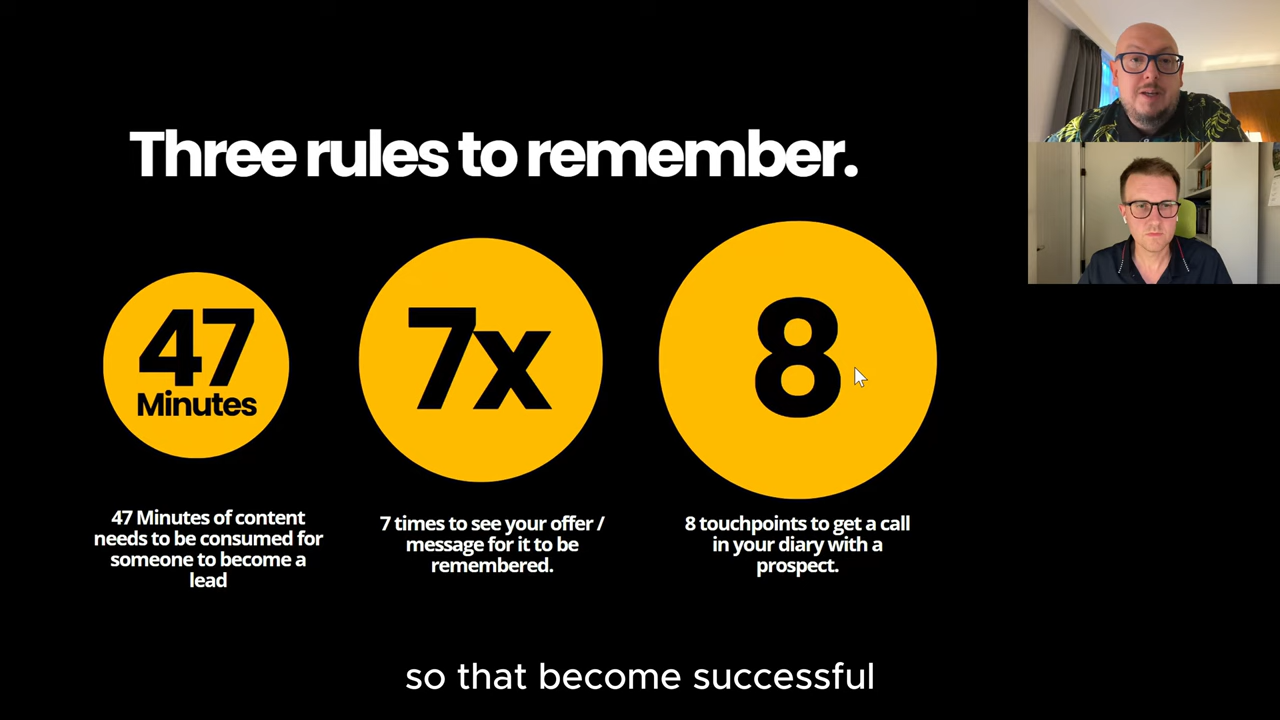 Three rules to remember.
47
Minutes
7x
8
47 Minutes of content
needs to be consumed for
someone to become a
lead
7 times to see your offer /
message for it to be
remembered.
8 touchpoints to get a call
in your diary with a
prospect.
so that become successful